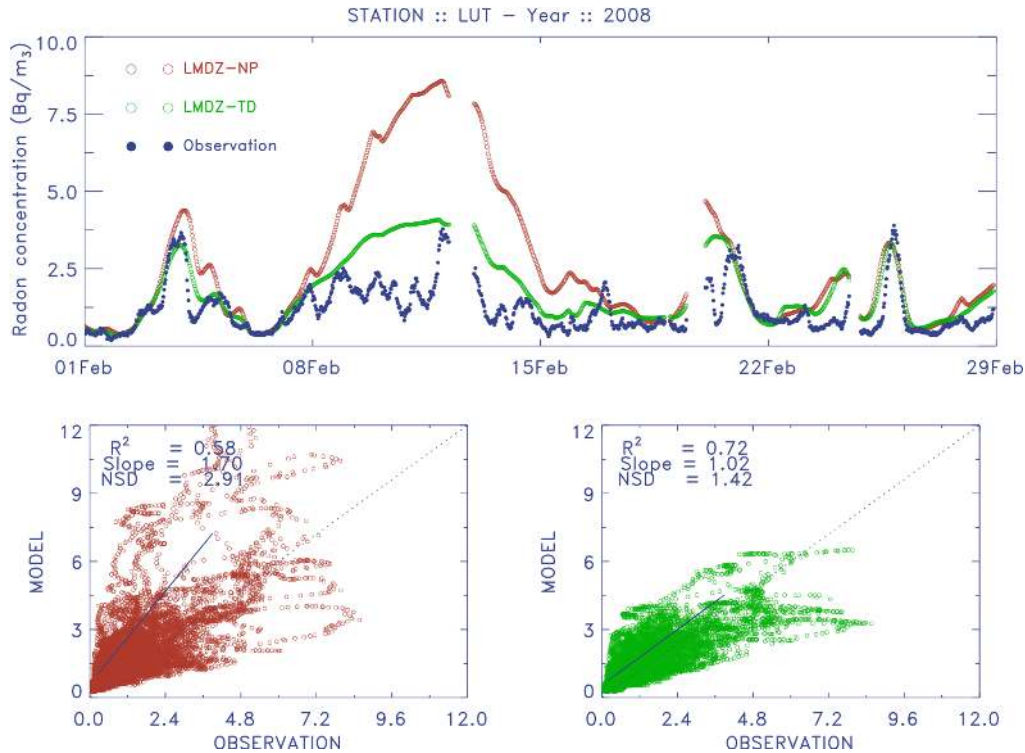 STATION :: LUT - Year :: 2008
Radon concentration (Bq/m3)
10.0
7.5
5.0
2.5
0.0
LMDZ-NP
LMDZ-TD
Observation
01Feb 08Feb 15Feb 22Feb 29Feb
MODEL
12
9
6
3
0
R² = 0.58
Slope = 1.70
NSD = 2.91
0.0 2.4 4.8 7.2 9.6 12.0
OBSERVATION
MODEL
12
9
6
3
0
R² = 0.72
Slope = 1.02
NSD = 1.42
0.0 2.4 4.8 7.2 9.6 12.0
OBSERVATION